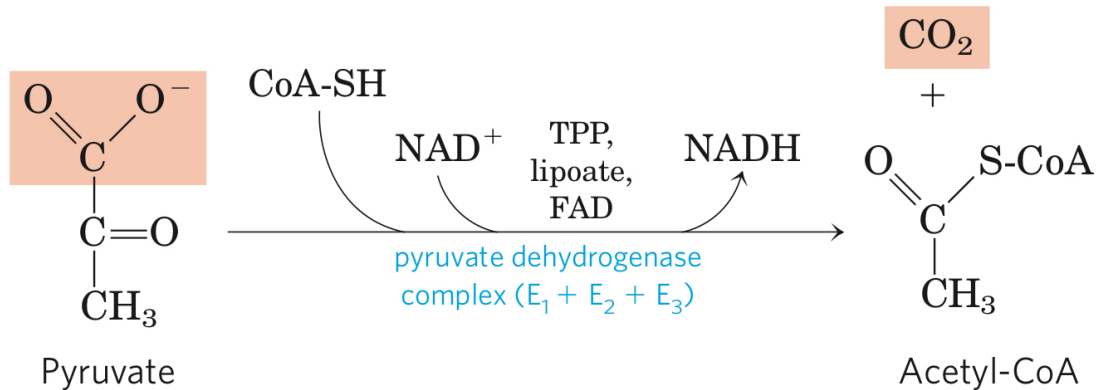 CO₂
+
O O⁻
C
C=O
CH₃
Pyruvate
CoA-SH
NAD⁺
TPP,
lipoate,
FAD
NADH
pyruvate dehydrogenase
complex (E₁ + E₂ + E₃)
O S-CoA
C
CH₃
Acetyl-CoA